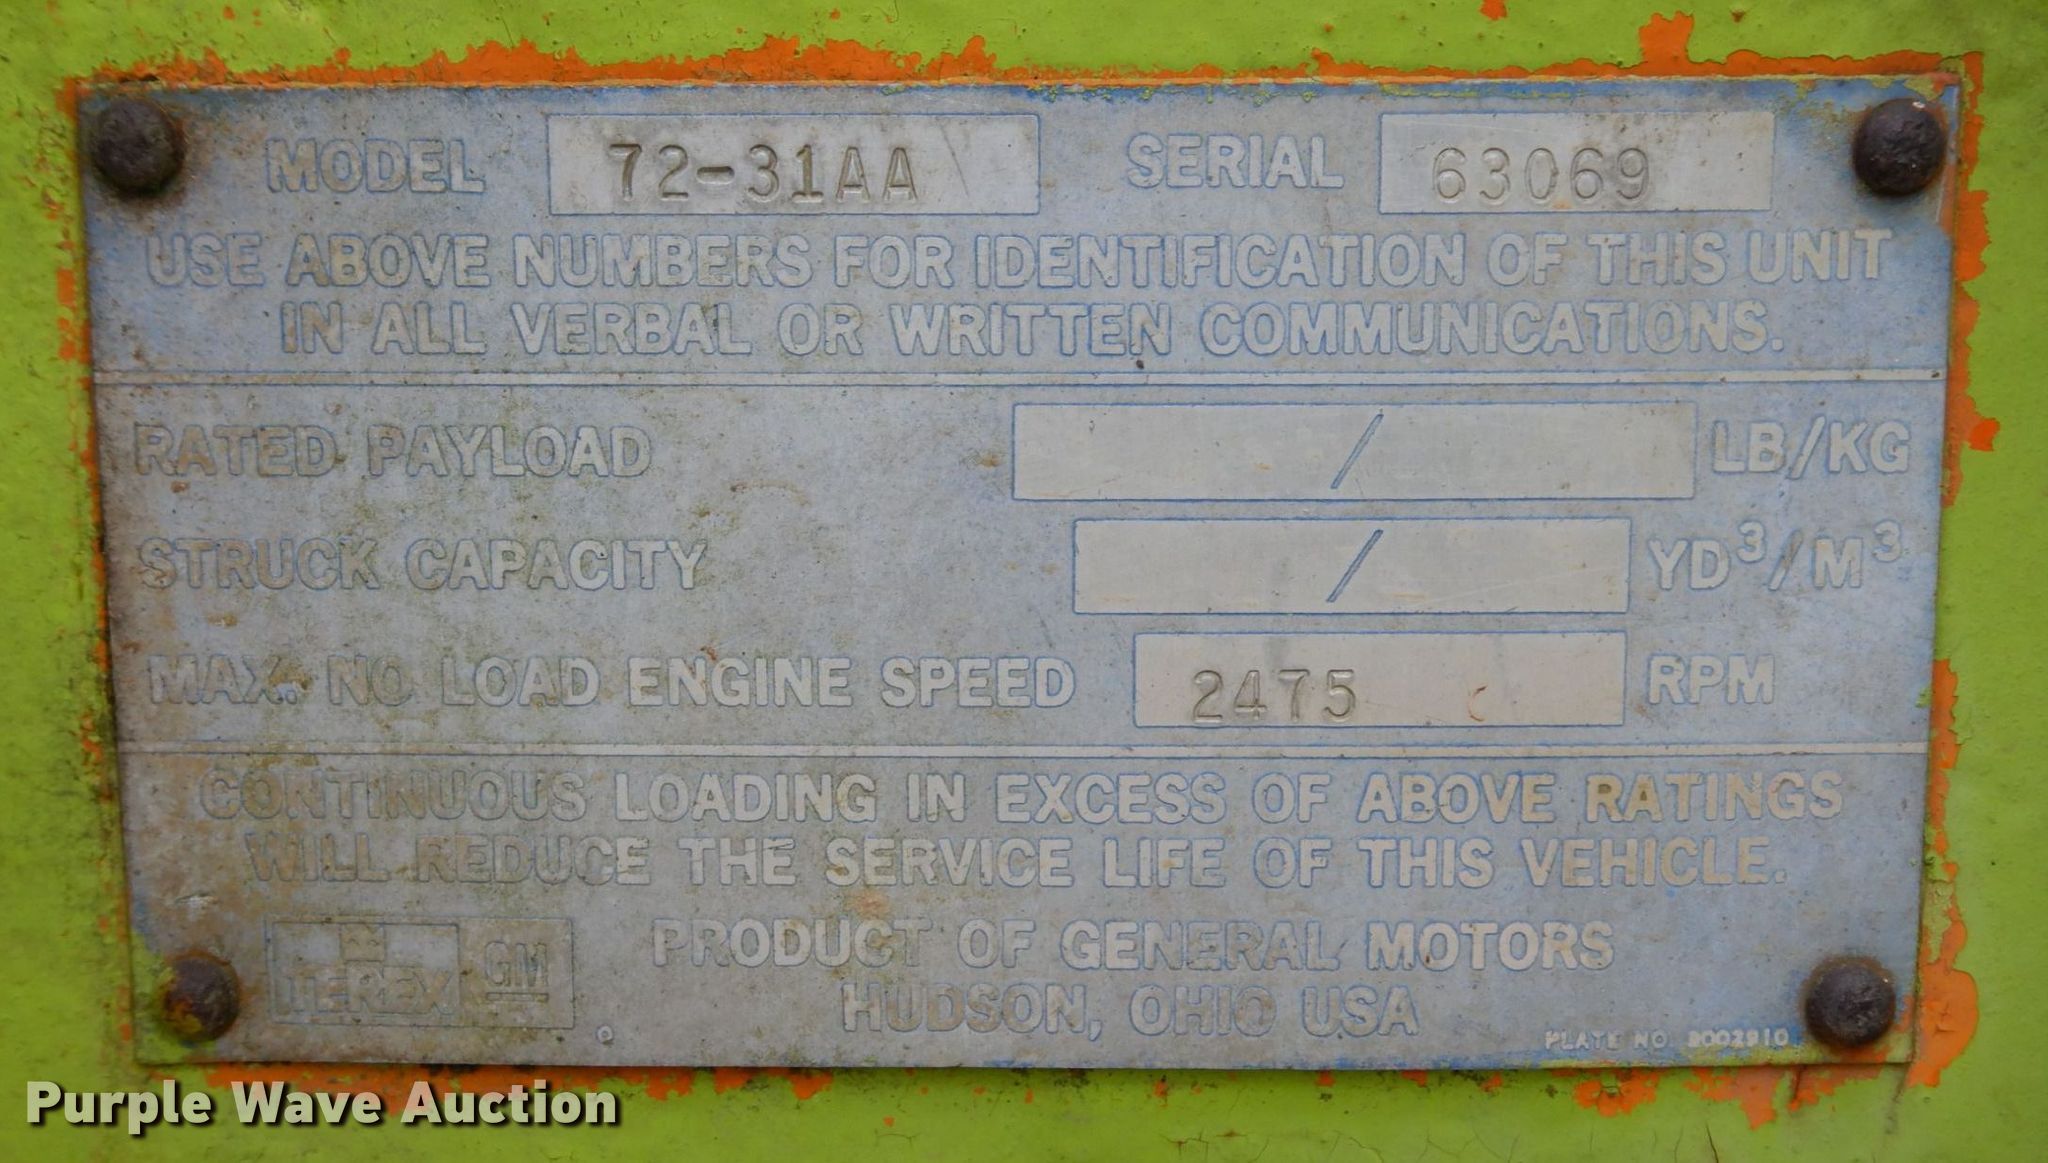 MODEL 72-31AA SERIAL 63069
USE ABOVE NUMBERS FOR IDENTIFICATION OF THIS UNIT
IN ALL VERBAL OR WRITTEN COMMUNICATIONS.
RATED PAYLOAD / LB/KG
STRUCK CAPACITY / YD³/M³
MAX. NO LOAD ENGINE SPEED 2475 RPM
CONTINUOUS LOADING IN EXCESS OF ABOVE RATINGS
WILL REDUCE THE SERVICE LIFE OF THIS VEHICLE.
TEREX GM PRODUCT OF GENERAL MOTORS
HUDSON, OHIO USA
PLATE NO
Purple Wave Auction